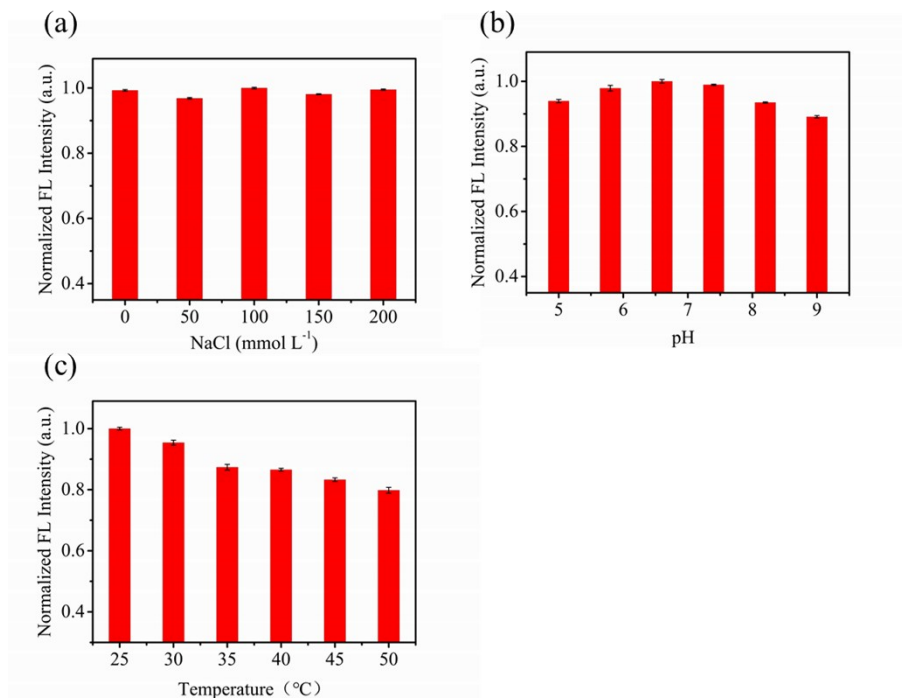 (a)
Normalized FL Intensity (a.u.)
1.0
0.8
0.6
0.4
0 50 100 150 200
NaCl (mmol L⁻¹)
(b)
Normalized FL Intensity (a.u.)
1.0
0.8
0.6
0.4
5 6 7 8 9
pH
(c)
Normalized FL Intensity (a.u.)
1.0
0.8
0.6
0.4
25 30 35 40 45 50
Temperature（℃）